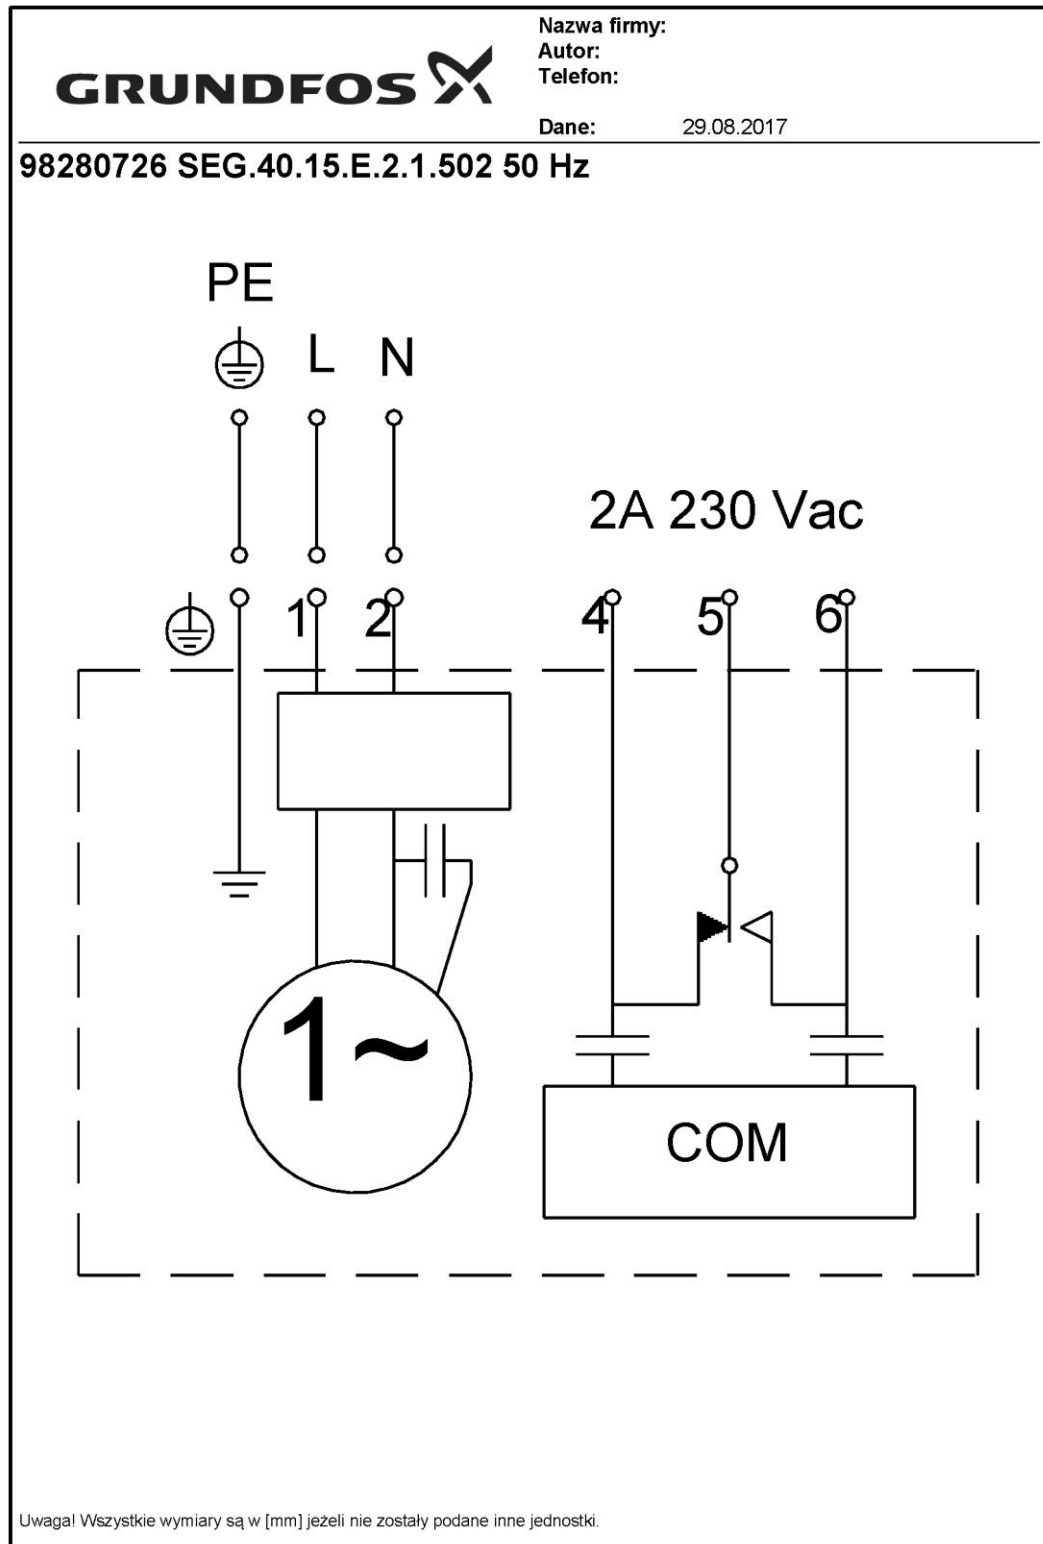 GRUNDFOS
Nazwa firmy:
Autor:
Telefon:
Dane: 29.08.2017
98280726 SEG.40.15.E.2.1.502 50 Hz
PE
L N
2A 230 Vac
1 2 4 5 6
1~
COM
Uwaga! Wszystkie wymiary są w [mm] jeżeli nie zostały podane inne jednostki.